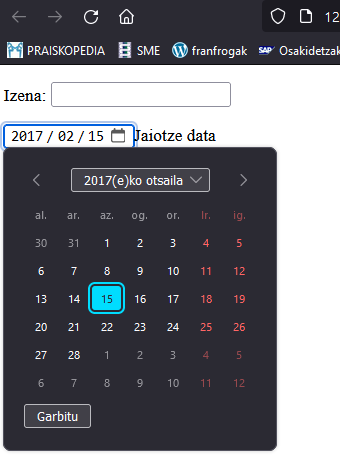 12
PRAISKOPEDIA SME franfrogak SAP Osakidetzak
Izena:
2017 / 02 / 15 Jaiotze data
2017(e)ko otsaila
al. ar. az. og. or. lr. ig.
30 31 1 2 3 4 5
6 7 8 9 10 11 12
13 14 15 16 17 18 19
20 21 22 23 24 25 26
27 28 1 2 3 4 5
6 7 8 9 10 11 12
Garbitu